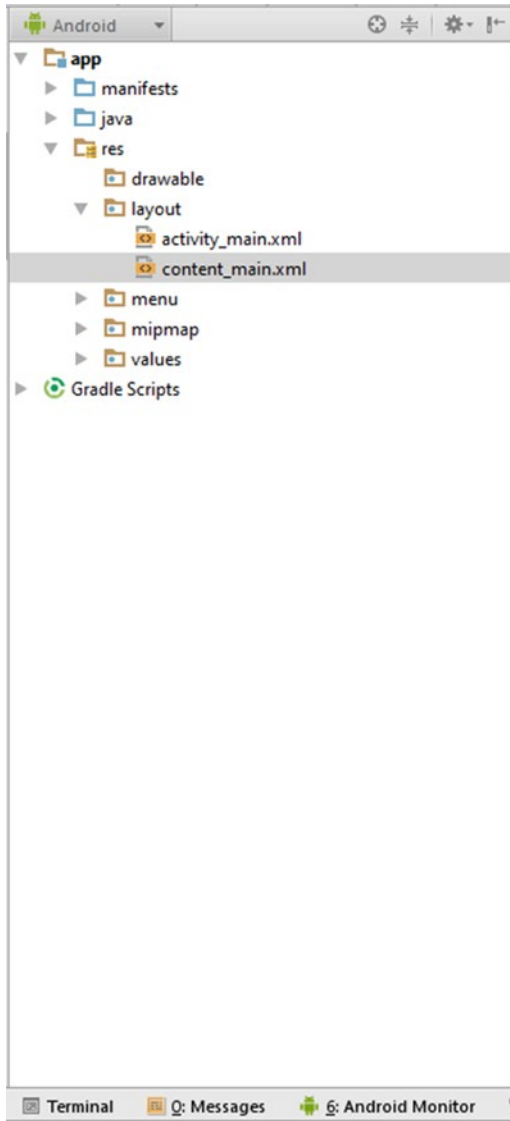 Android
app
manifests
java
res
drawable
layout
activity_main.xml
content_main.xml
menu
mipmap
values
Gradle Scripts
Terminal 0: Messages 6: Android Monitor